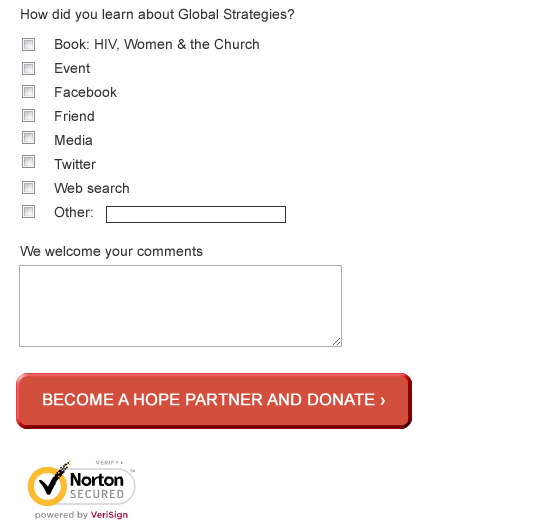 How did you learn about Global Strategies?
Book: HIV, Women & the Church
Event
Facebook
Friend
Media
Twitter
Web search
Other:
We welcome your comments
BECOME A HOPE PARTNER AND DONATE ›
VERIFY ▸
Norton™
SECURED
powered by VeriSign